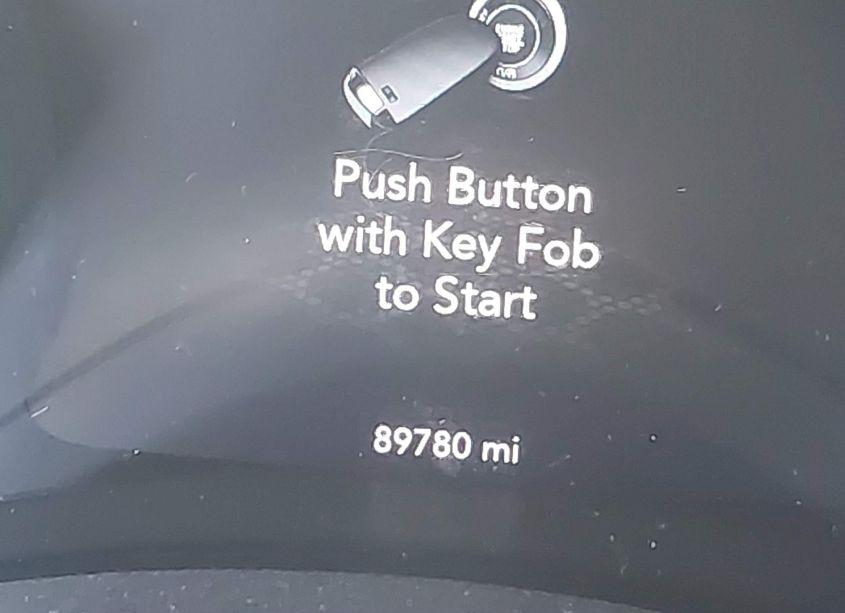 Push Button
with Key Fob
to Start
89780 mi